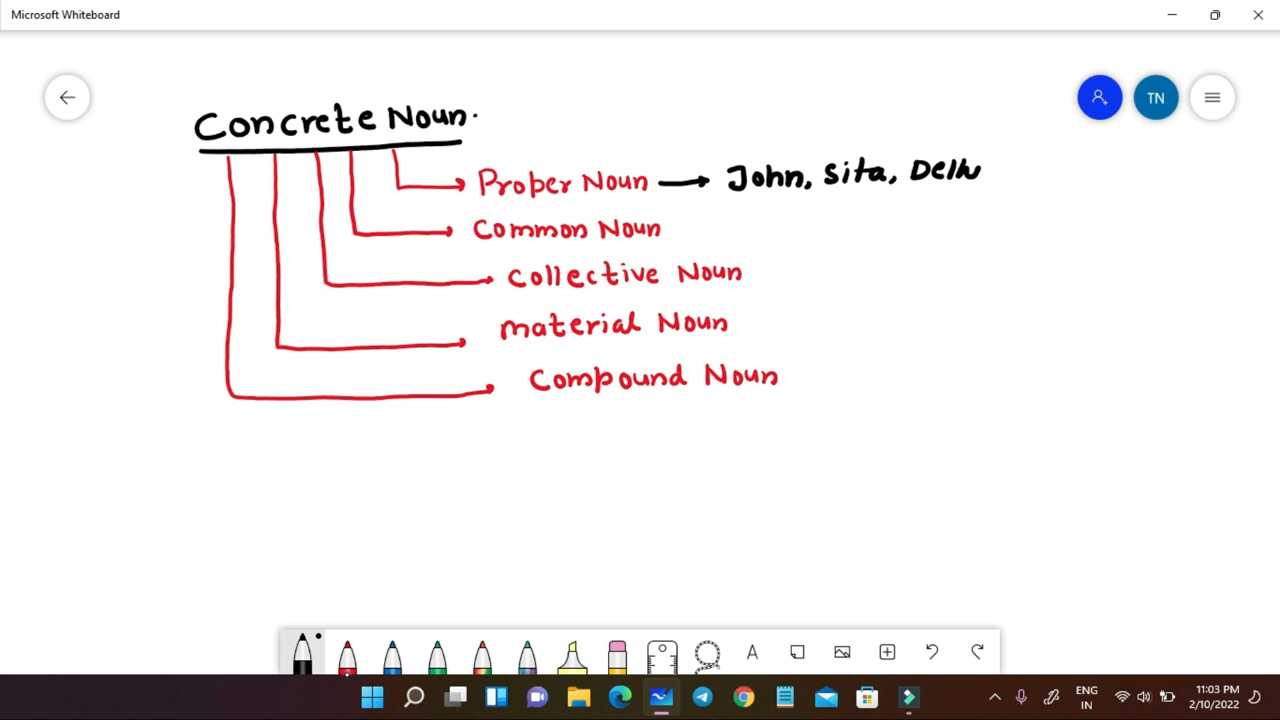 Microsoft Whiteboard
TN
Concrete Noun.
Proper Noun → John, Sita, Delhi
Common Noun
Collective Noun
material Noun
Compound Noun
A
ENG
IN
11:03 PM
2/10/2022